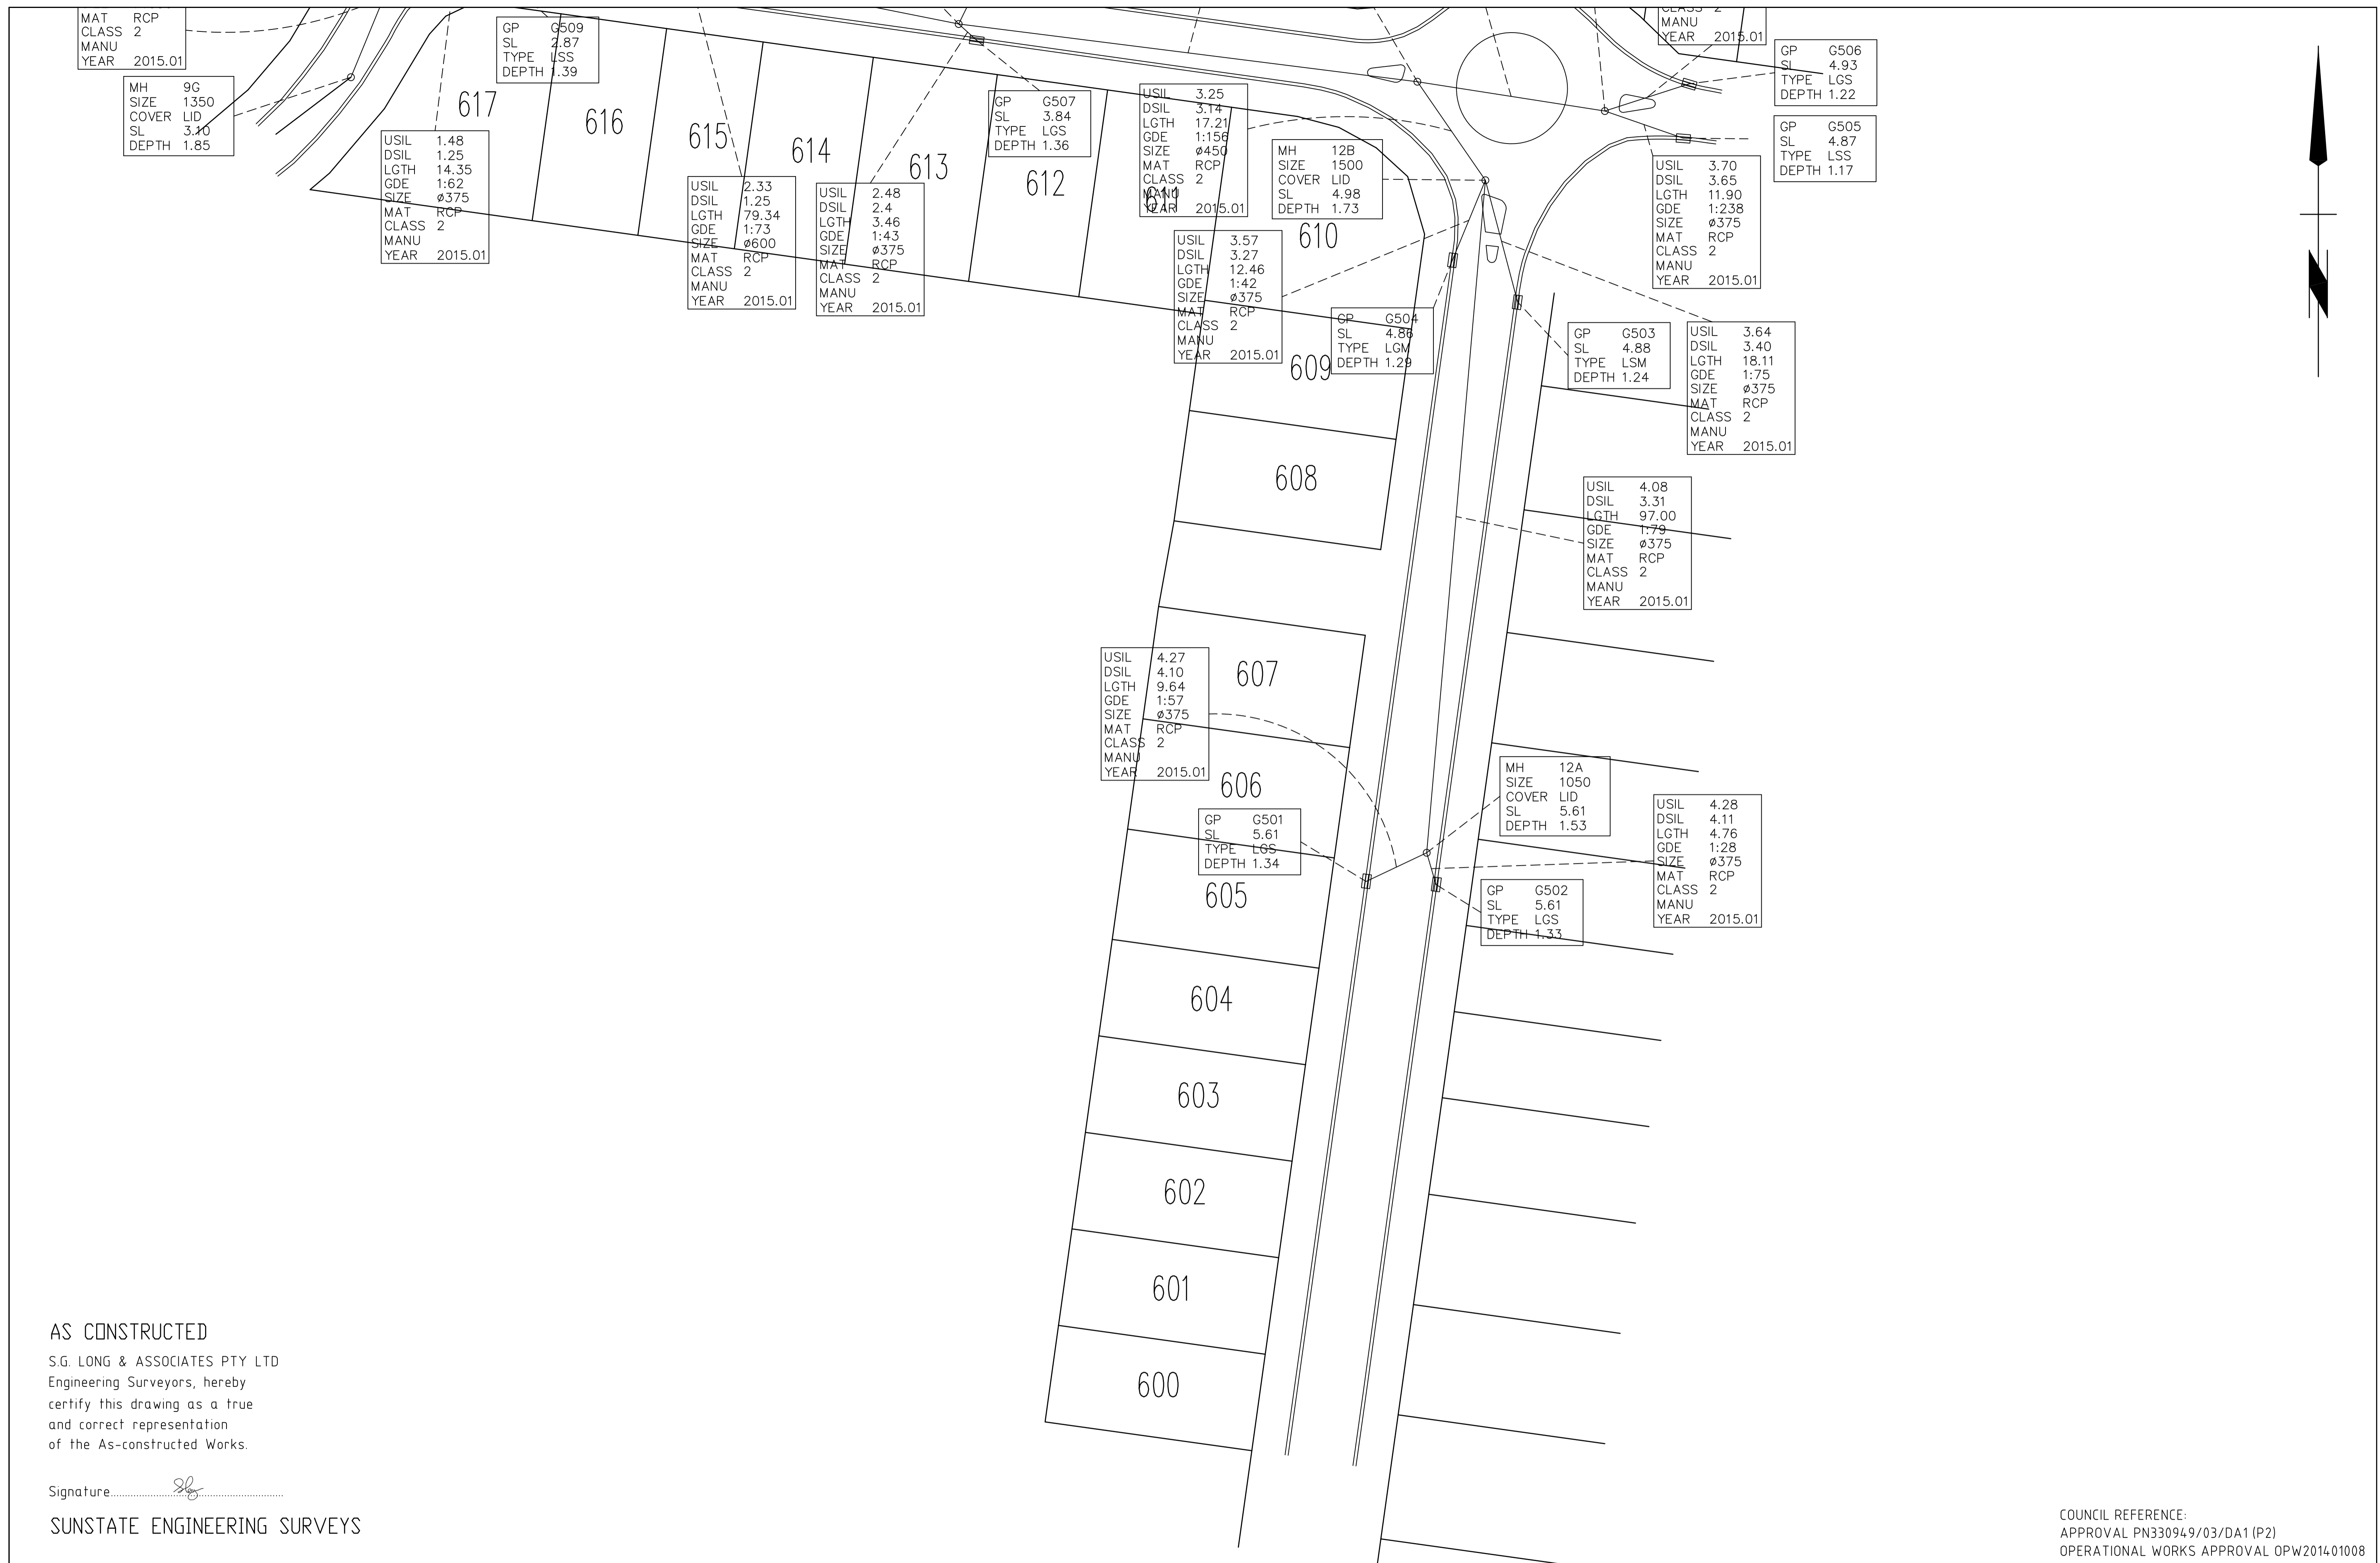 MAT RCP
CLASS 2
MANU
YEAR 2015.01
MH 9G
SIZE 1350
COVER LID
SL 3.10
DEPTH 1.85
GP G509
SL 2.87
TYPE LSS
DEPTH 1.39
617
616
615
614
613
612
611
610
USIL 1.48
DSIL 1.25
LGTH 14.35
GDE 1:62
SIZE ø375
MAT RCP
CLASS 2
MANU
YEAR 2015.01
USIL 2.33
DSIL 1.25
LGTH 79.34
GDE 1:73
SIZE ø600
MAT RCP
CLASS 2
MANU
YEAR 2015.01
USIL 2.48
DSIL 2.4
LGTH 3.46
GDE 1:43
SIZE ø375
MAT RCP
CLASS 2
MANU
YEAR 2015.01
GP G507
SL 3.84
TYPE LGS
DEPTH 1.36
USIL 3.25
DSIL 3.14
LGTH 17.21
GDE 1:156
SIZE ø450
MAT RCP
CLASS 2
MANU
YEAR 2015.01
MH 12B
SIZE 1500
COVER LID
SL 4.98
DEPTH 1.73
CLASS 2
MANU
YEAR 2015.01
GP G506
SL 4.93
TYPE LGS
DEPTH 1.22
GP G505
SL 4.87
TYPE LSS
DEPTH 1.17
USIL 3.70
DSIL 3.65
LGTH 11.90
GDE 1:238
SIZE ø375
MAT RCP
CLASS 2
MANU
YEAR 2015.01
USIL 3.57
DSIL 3.27
LGTH 12.46
GDE 1:42
SIZE ø375
MAT RCP
CLASS 2
MANU
YEAR 2015.01
GP G504
SL 4.86
TYPE LGM
DEPTH 1.29
GP G503
SL 4.88
TYPE LSM
DEPTH 1.24
USIL 3.64
DSIL 3.40
LGTH 18.11
GDE 1:75
SIZE ø375
MAT RCP
CLASS 2
MANU
YEAR 2015.01
609
608
USIL 4.08
DSIL 3.31
LGTH 97.00
GDE 1:79
SIZE ø375
MAT RCP
CLASS 2
MANU
YEAR 2015.01
USIL 4.27
DSIL 4.10
LGTH 9.64
GDE 1:57
SIZE ø375
MAT RCP
CLASS 2
MANU
YEAR 2015.01
607
606
GP G501
SL 5.61
TYPE LGS
DEPTH 1.34
MH 12A
SIZE 1050
COVER LID
SL 5.61
DEPTH 1.53
USIL 4.28
DSIL 4.11
LGTH 4.76
GDE 1:28
SIZE ø375
MAT RCP
CLASS 2
MANU
YEAR 2015.01
GP G502
SL 5.61
TYPE LGS
DEPTH 1.33
605
604
603
602
601
600
N
AS CONSTRUCTED
S.G. LONG & ASSOCIATES PTY LTD
Engineering Surveyors, hereby
certify this drawing as a true
and correct representation
of the As-constructed Works.
Signature
SUNSTATE ENGINEERING SURVEYS
COUNCIL REFERENCE:
APPROVAL PN330949/03/DA1 (P2)
OPERATIONAL WORKS APPROVAL OPW201401008